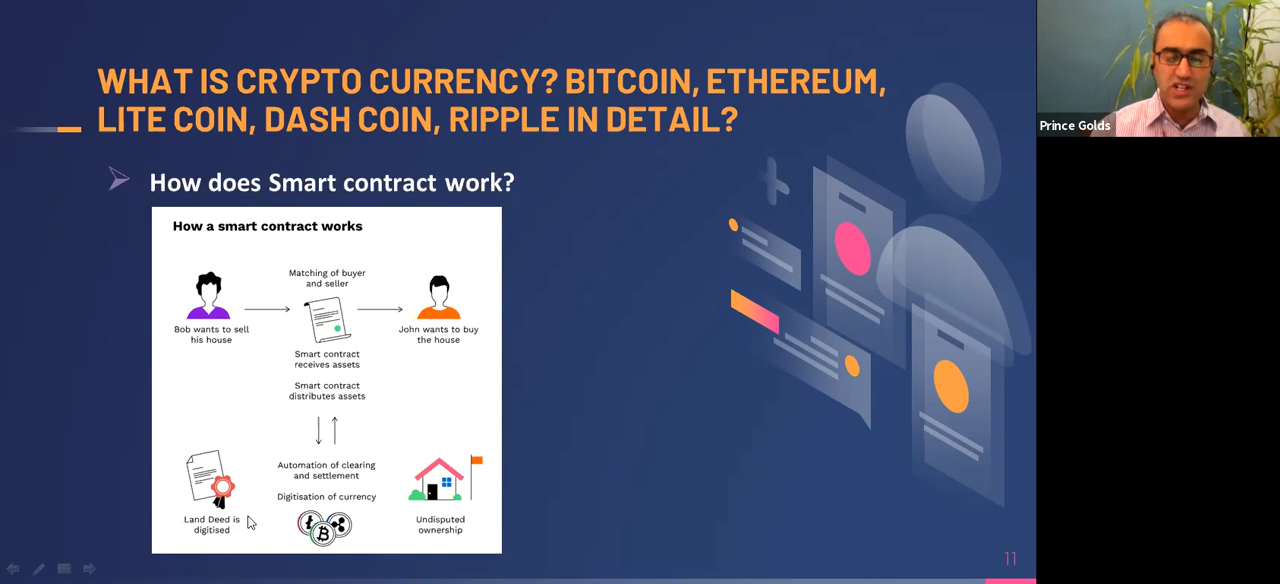 WHAT IS CRYPTO CURRENCY? BITCOIN, ETHEREUM,
LITE COIN, DASH COIN, RIPPLE IN DETAIL?
How does Smart contract work?
How a smart contract works
Matching of buyer
and seller
Bob wants to sell
his house
John wants to buy
the house
Smart contract
receives assets
Smart contract
distributes assets
Automation of clearing
and settlement
Digitisation of currency
Land Deed is
digitised
Undisputed
ownership
11
Prince Golds